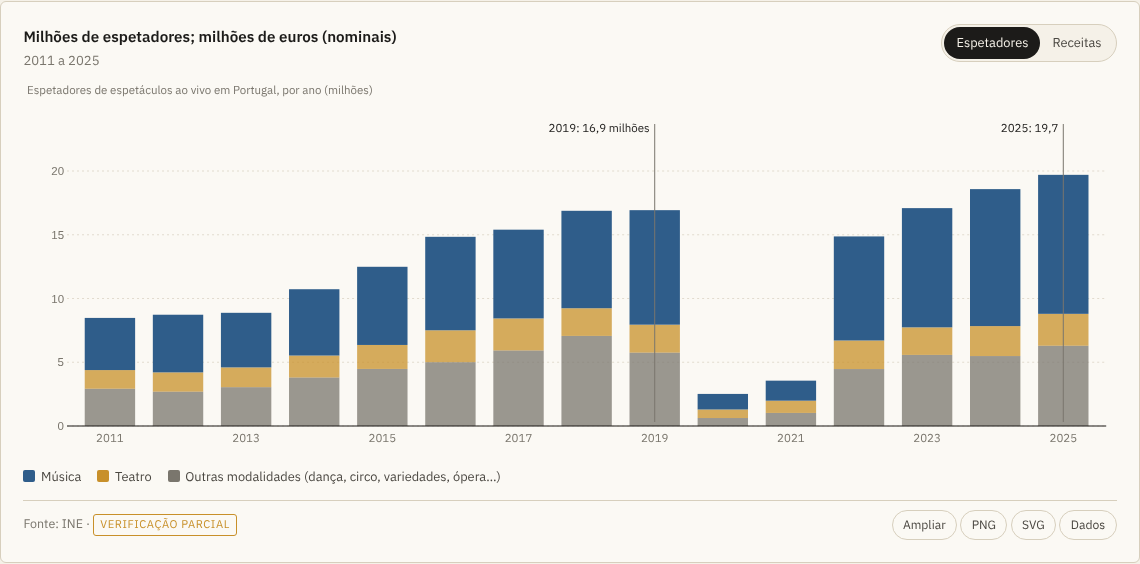 Milhões de espetadores; milhões de euros (nominais)
Espetadores Receitas
2011 a 2025
Espetadores de espetáculos ao vivo em Portugal, por ano (milhões)
2019: 16,9 milhões
2025: 19,7
20
15
10
5
0
2011 2013 2015 2017 2019 2021 2023 2025
Música Teatro Outras modalidades (dança, circo, variedades, ópera...)
Fonte: INE · VERIFICAÇÃO PARCIAL
Ampliar PNG SVG Dados